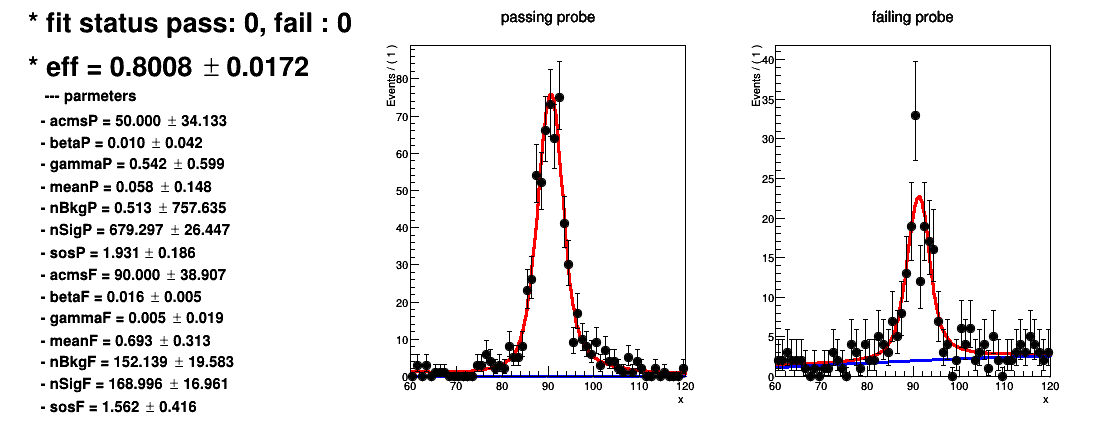 * fit status pass: 0, fail : 0
* eff = 0.8008 ± 0.0172
--- parmeters
- acmsP = 50.000 ± 34.133
- betaP = 0.010 ± 0.042
- gammaP = 0.542 ± 0.599
- meanP = 0.058 ± 0.148
- nBkgP = 0.513 ± 757.635
- nSigP = 679.297 ± 26.447
- sosP = 1.931 ± 0.186
- acmsF = 90.000 ± 38.907
- betaF = 0.016 ± 0.005
- gammaF = 0.005 ± 0.019
- meanF = 0.693 ± 0.313
- nBkgF = 152.139 ± 19.583
- nSigF = 168.996 ± 16.961
- sosF = 1.562 ± 0.416
passing probe
Events / ( 1 )
80
70
60
50
40
30
20
10
0
60 70 80 90 100 110 120
x
failing probe
Events / ( 1 )
40
35
30
25
20
15
10
5
0
60 70 80 90 100 110 120
x